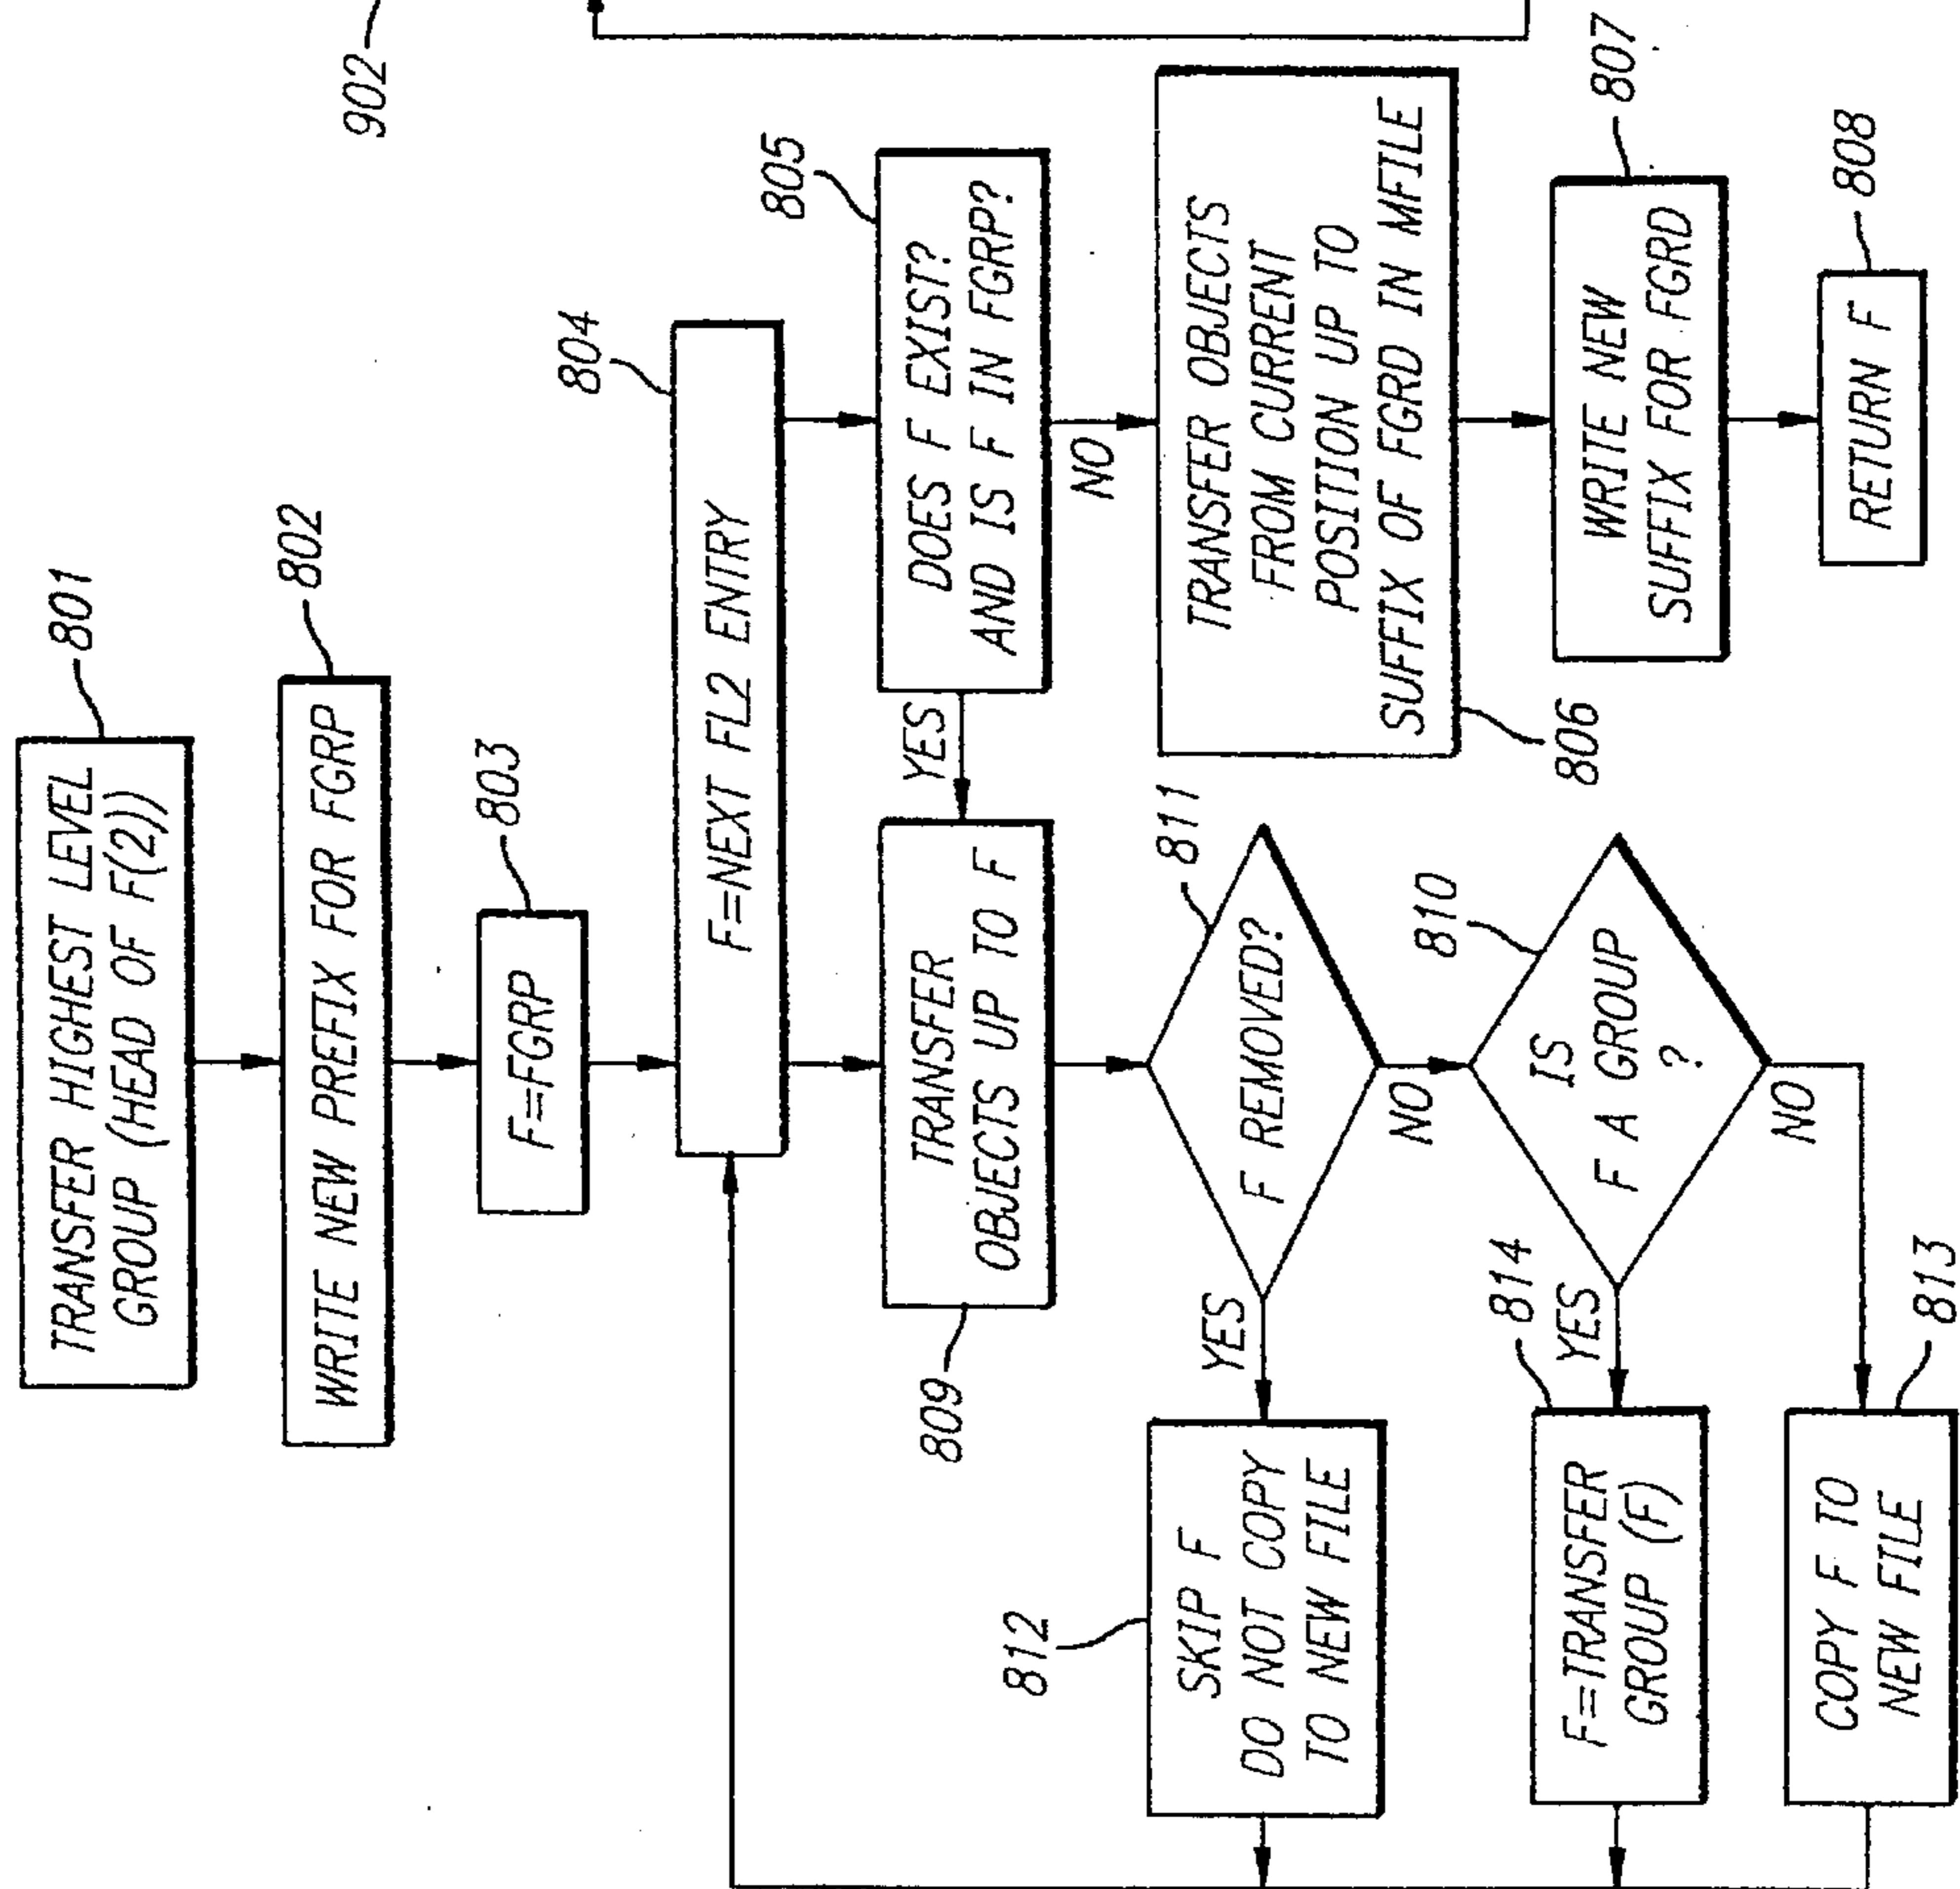 TRANSFER HIGHEST LEVEL
GROUP (HEAD OF F(2))
801
WRITE NEW PREFIX FOR FGRP
802
F=FGRP
803
F=NEXT FL2 ENTRY
804
DOES F EXIST?
AND IS F IN FGRP?
805
YES
NO
TRANSFER OBJECTS
FROM CURRENT
POSITION UP TO
SUFFIX OF FGRD IN MFILE
806
WRITE NEW
SUFFIX FOR FGRD
807
RETURN F
808
TRANSFER
OBJECTS UP TO F
809
F REMOVED?
811
YES
NO
IS
F A GROUP
?
810
YES
NO
SKIP F
DO NOT COPY
TO NEW FILE
812
F=TRANSFER
GROUP (F)
814
COPY F TO
NEW FILE
813
902